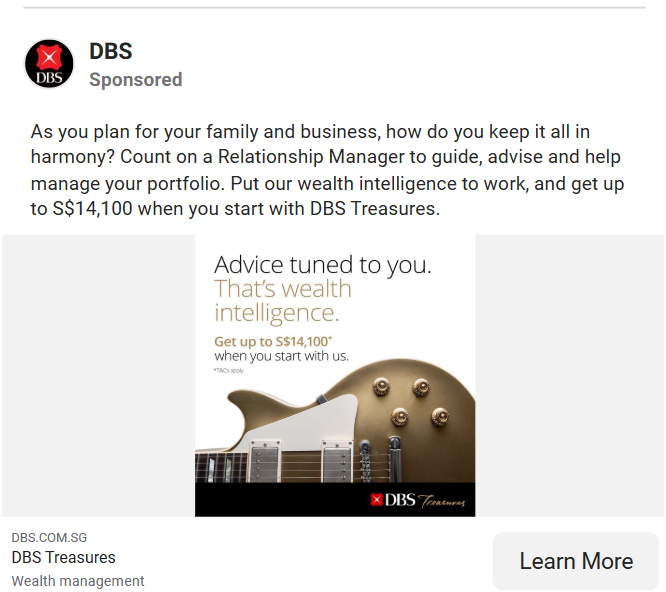 DBS
DBS
Sponsored
As you plan for your family and business, how do you keep it all in
harmony? Count on a Relationship Manager to guide, advise and help
manage your portfolio. Put our wealth intelligence to work, and get up
to S$14,100 when you start with DBS Treasures.
Advice tuned to you.
That's wealth
intelligence.
Get up to S$14,100*
when you start with us.
*T&Cs apply.
DBS Treasures
DBS.COM.SG
DBS Treasures
Wealth management
Learn More